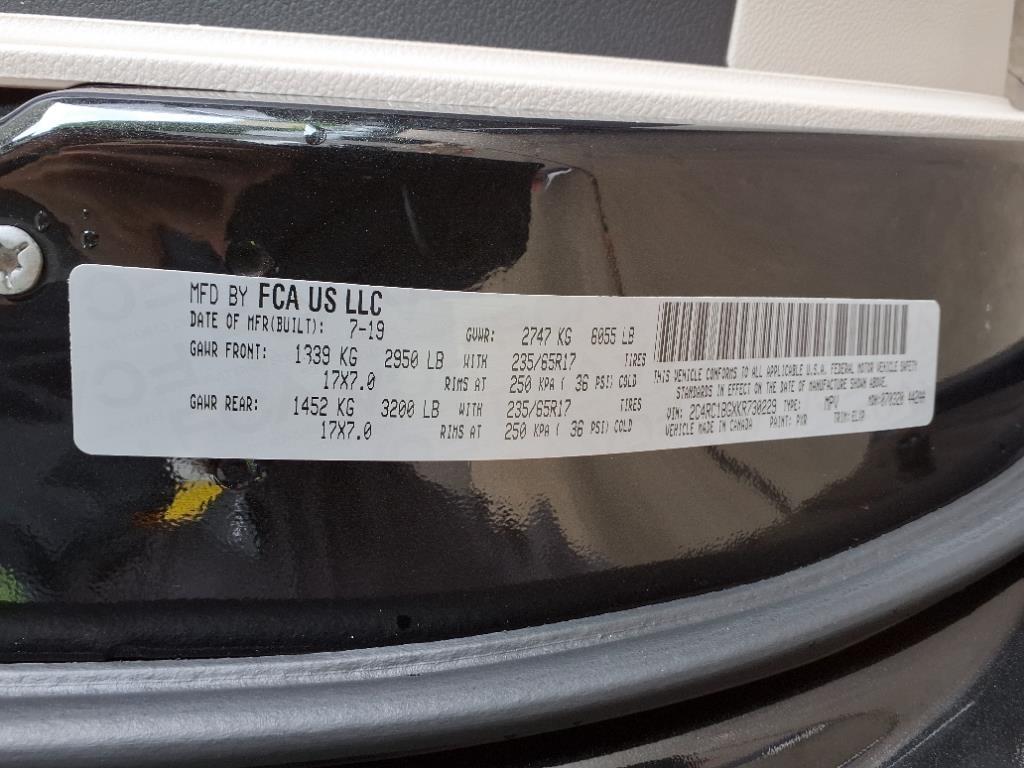 MFD BY FCA US LLC
DATE OF MFR(BUILT): 7-19 GVWR: 2747 KG 8055 LB
GAWR FRONT: 1339 KG 2950 LB WITH 235/65R17 TIRES
17X7.0 RIMS AT 250 KPA ( 36 PSI) COLD
GAWR REAR: 1452 KG 3200 LB WITH 235/65R17 TIRES
17X7.0 RIMS AT 250 KPA ( 36 PSI) COLD
THIS VEHICLE CONFORMS TO ALL APPLICABLE U.S.A. FEDERAL MOTOR VEHICLE SAFETY
STANDARDS IN EFFECT ON THE DATE OF MANUFACTURE SHOWN ABOVE.
VIN: 2C4RC1BGXKR730229 TYPE: MPV MDH:
VEHICLE MADE IN CANADA PAINT: PXR TRIM: